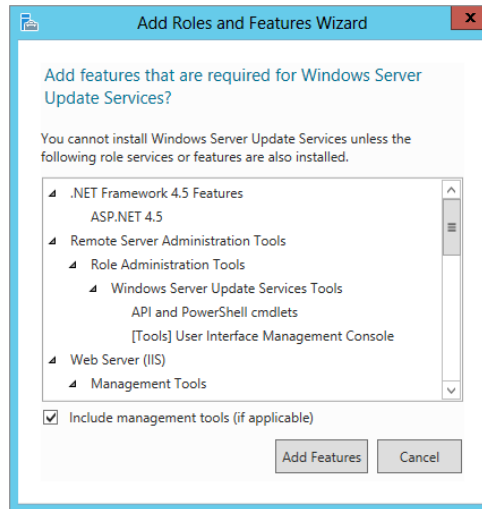 Add Roles and Features Wizard
x
Add features that are required for Windows Server
Update Services?
You cannot install Windows Server Update Services unless the
following role services or features are also installed.
.NET Framework 4.5 Features
ASP.NET 4.5
Remote Server Administration Tools
Role Administration Tools
Windows Server Update Services Tools
API and PowerShell cmdlets
[Tools] User Interface Management Console
Web Server (IIS)
Management Tools
Include management tools (if applicable)
Add Features Cancel